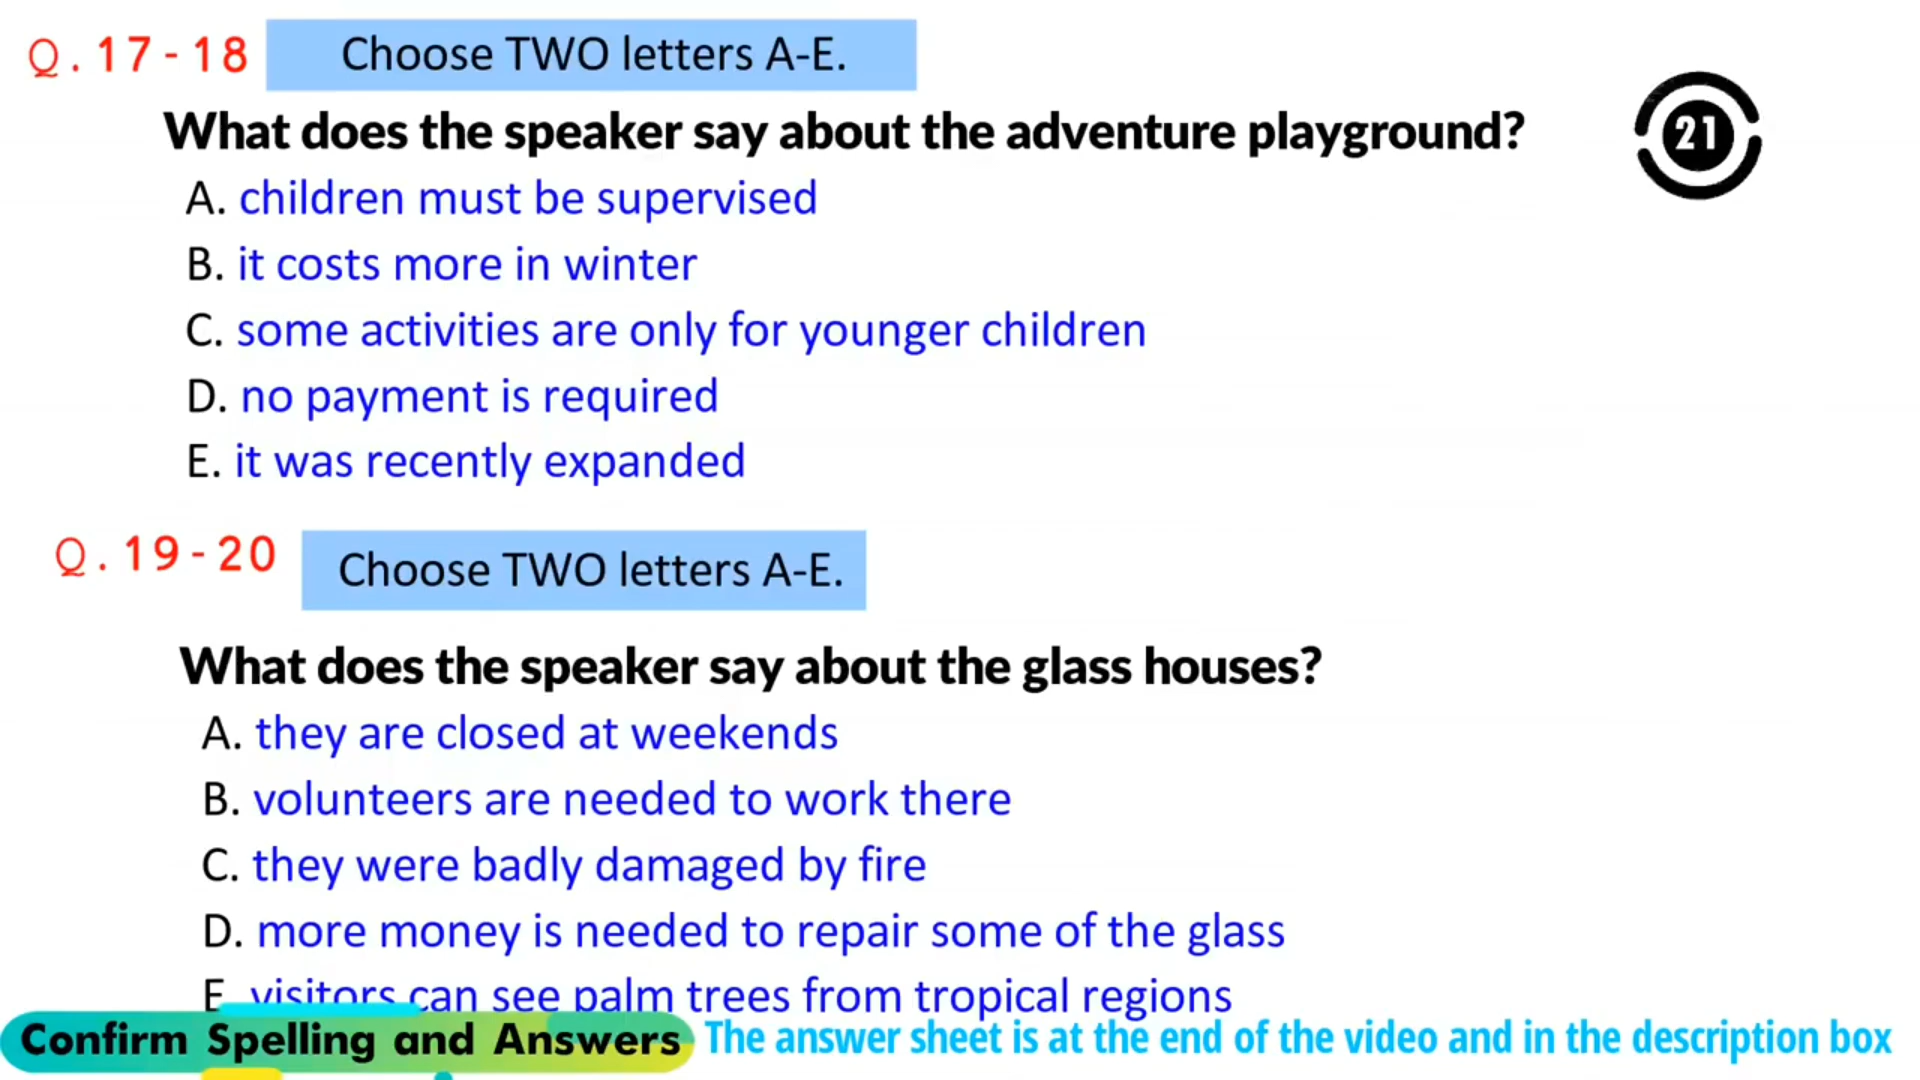 Q.17-18 Choose TWO letters A-E.
What does the speaker say about the adventure playground?
21
A. children must be supervised
B. it costs more in winter
C. some activities are only for younger children
D. no payment is required
E. it was recently expanded
Q.19-20 Choose TWO letters A-E.
What does the speaker say about the glass houses?
A. they are closed at weekends
B. volunteers are needed to work there
C. they were badly damaged by fire
D. more money is needed to repair some of the glass
E. visitors can see palm trees from tropical regions
Confirm Spelling and Answers The answer sheet is at the end of the video and in the description box